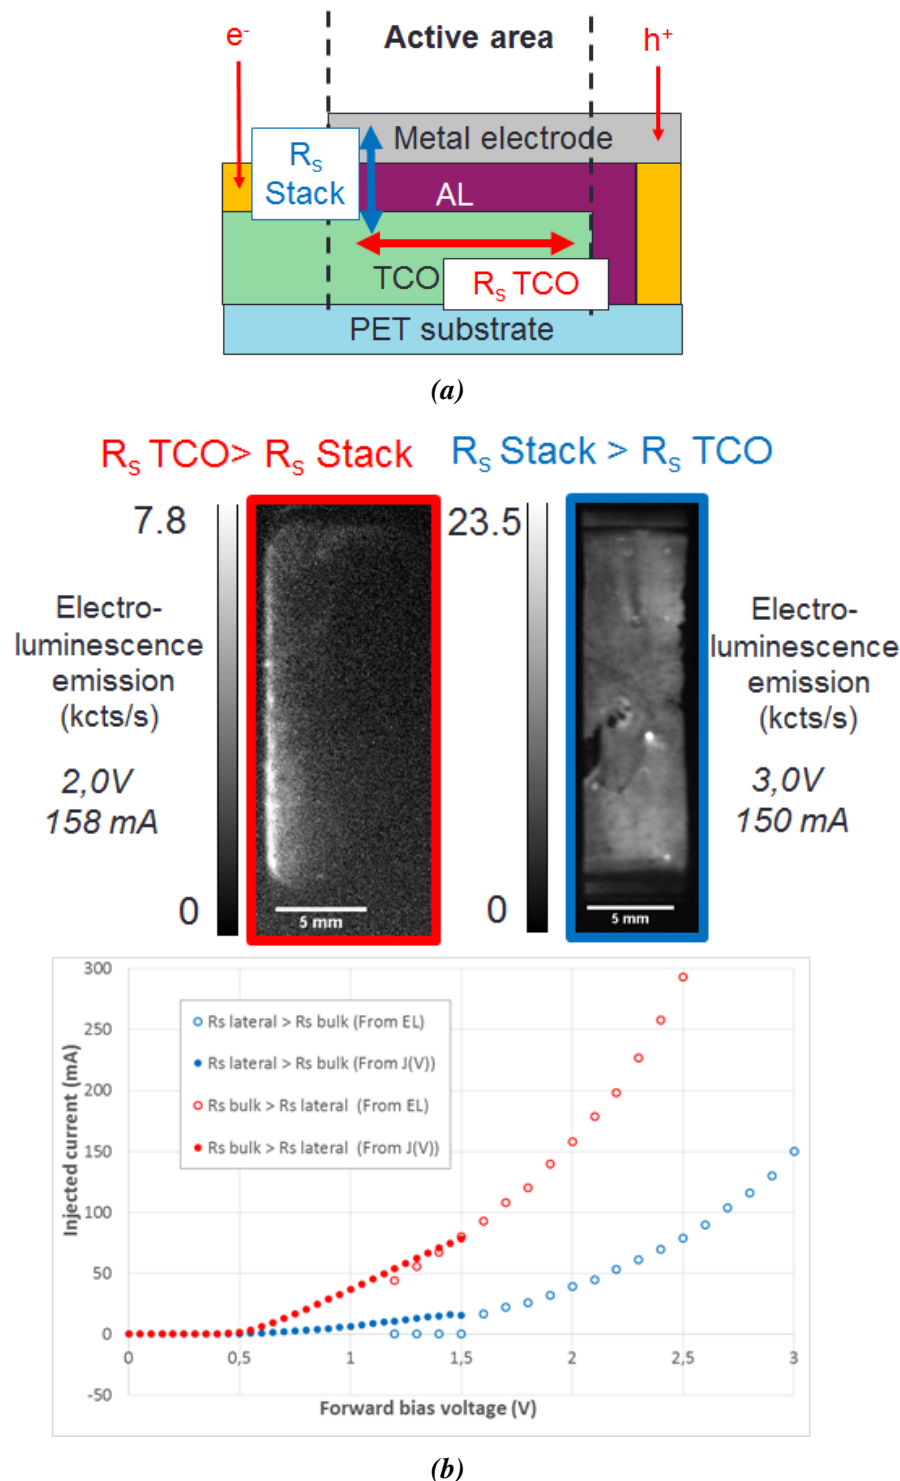 e-
Active area
h+
Metal electrode
Rs
Stack
AL
TCO
Rs TCO
PET substrate
(a)
Rs TCO> Rs Stack
Rs Stack > Rs TCO
7.8
23.5
Electro-
luminescence
emission
(kcts/s)
Electro-
luminescence
emission
(kcts/s)
2,0V
158 mA
3,0V
150 mA
0
5 mm
0
5 mm
300
250
200
150
100
50
0
-50
Injected current (mA)
Rs lateral > Rs bulk (From EL)
Rs lateral > Rs bulk (From J(V))
Rs bulk > Rs lateral (From EL)
Rs bulk > Rs lateral (From J(V))
0
0,5
1
1,5
2
2,5
3
Forward bias voltage (V)
(b)